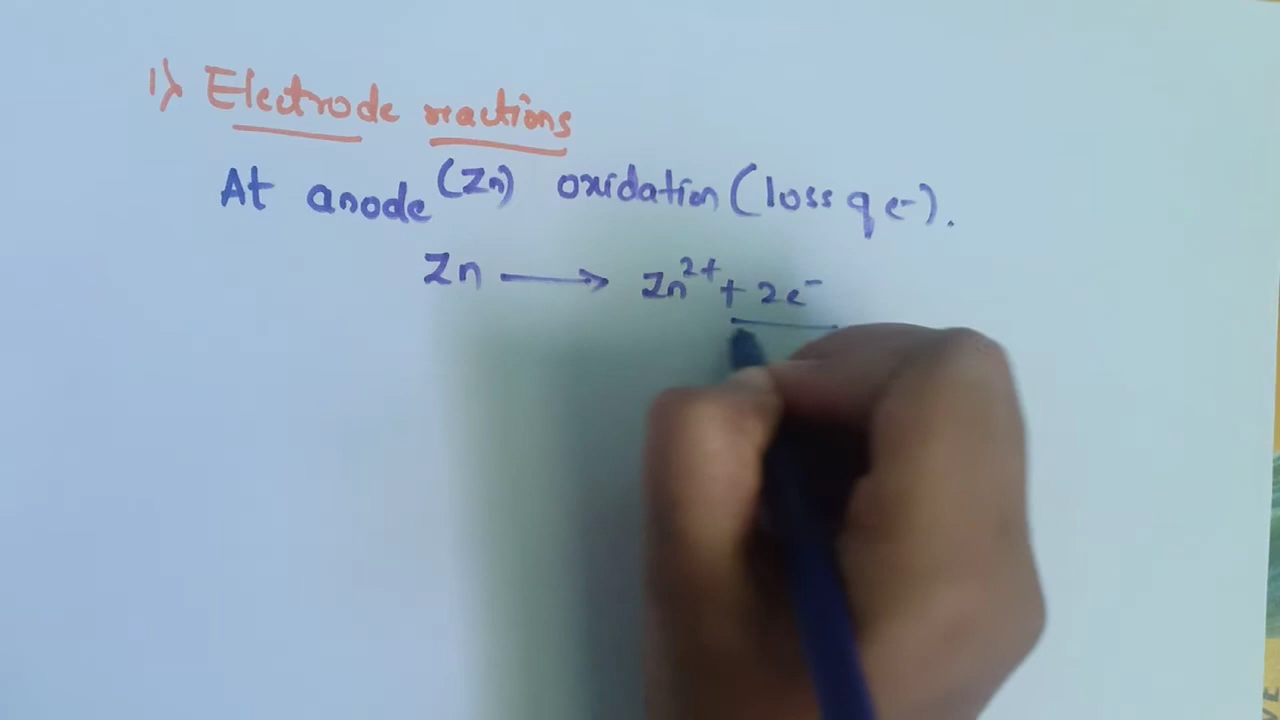 1) Electrode reactions
At anode (Zn) oxidation (loss of e-).
Zn ⟶ Zn²⁺ + 2e⁻